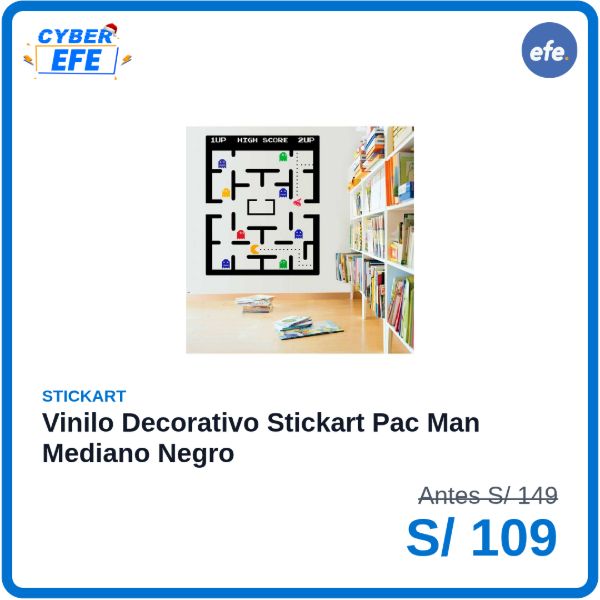 CYBER
EFE
efe.
1UP HIGH SCORE 2UP
STICKART
Vinilo Decorativo Stickart Pac Man
Mediano Negro
Antes S/ 149
S/ 109